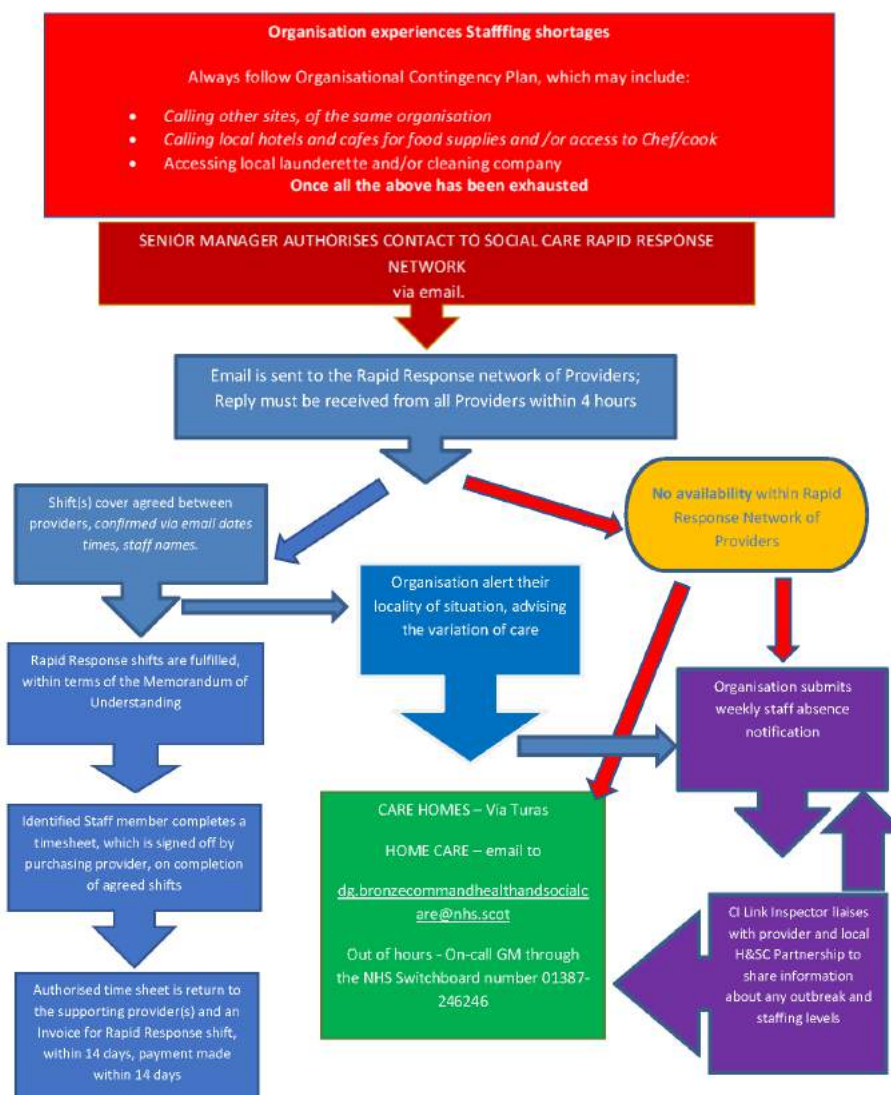 Organisation experiences Stafffing shortages
Always follow Organisational Contingency Plan, which may include:
• Calling other sites, of the same organisation
• Calling local hotels and cafes for food supplies and /or access to Chef/cook
• Accessing local launderette and/or cleaning company
Once all the above has been exhausted
SENIOR MANAGER AUTHORISES CONTACT TO SOCIAL CARE RAPID RESPONSE
NETWORK
via email.
Email is sent to the Rapid Response network of Providers;
Reply must be received from all Providers within 4 hours
Shift(s) cover agreed between
providers, confirmed via email dates
times, staff names.
No availability within Rapid
Response Network of
Providers
Organisation alert their
locality of situation, advising
the variation of care
Rapid Response shifts are fulfilled,
within terms of the Memorandum of
Understanding
Organisation submits
weekly staff absence
notification
Identified Staff member completes a
timesheet, which is signed off by
purchasing provider, on completion
of agreed shifts
CARE HOMES – Via Turas
HOME CARE – email to
dg.bronzecommandhealthandsocialc
are@nhs.scot
Out of hours - On-call GM through
the NHS Switchboard number 01387-
246246
CI Link Inspector liaises
with provider and local
H&SC Partnership to
share information
about any outbreak and
staffing levels
Authorised time sheet is return to
the supporting provider(s) and an
Invoice for Rapid Response shift,
within 14 days, payment made
within 14 days